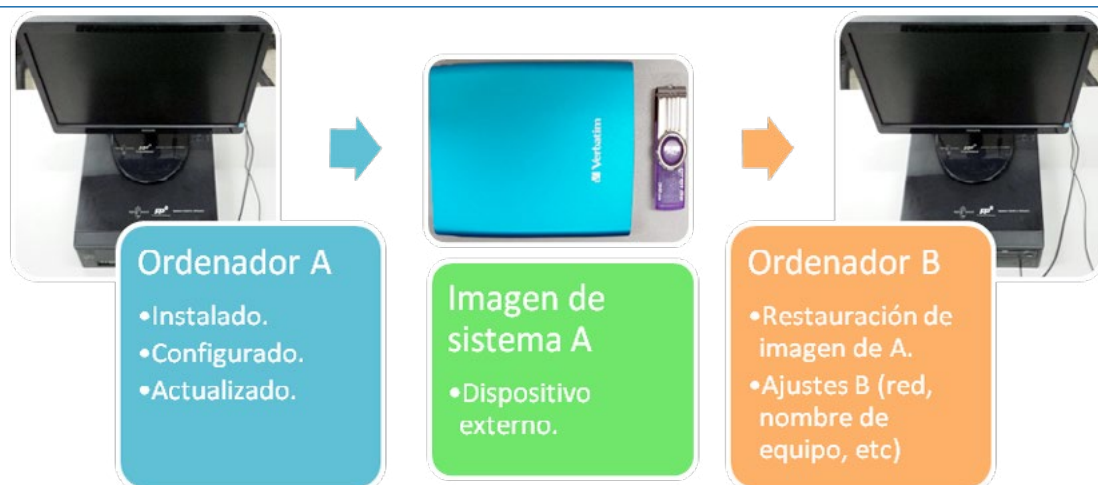 Verbatim
Ordenador A
•Instalado.
•Configurado.
•Actualizado.
Imagen de
sistema A
•Dispositivo
externo.
Ordenador B
•Restauración de
imagen de A.
•Ajustes B (red,
nombre de
equipo, etc)